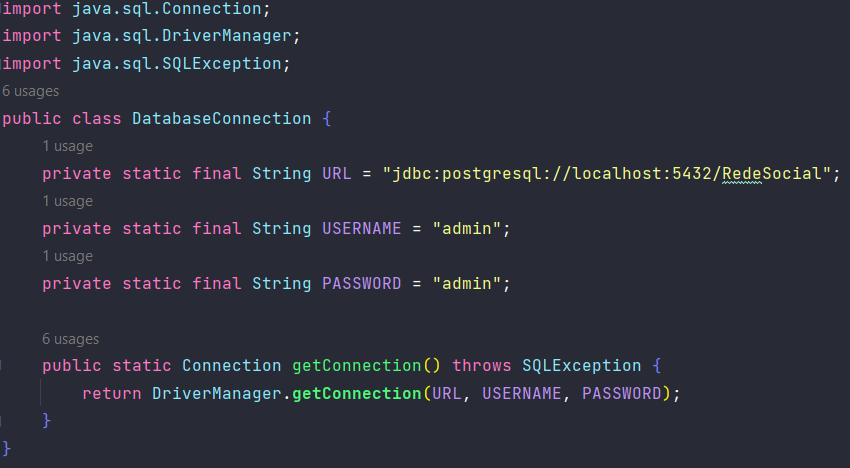 import java.sql.Connection;
import java.sql.DriverManager;
import java.sql.SQLException;
6 usages
public class DatabaseConnection {
1 usage
private static final String URL = "jdbc:postgresql://localhost:5432/RedeSocial";
1 usage
private static final String USERNAME = "admin";
1 usage
private static final String PASSWORD = "admin";
6 usages
public static Connection getConnection() throws SQLException {
return DriverManager.getConnection(URL, USERNAME, PASSWORD);
}
}